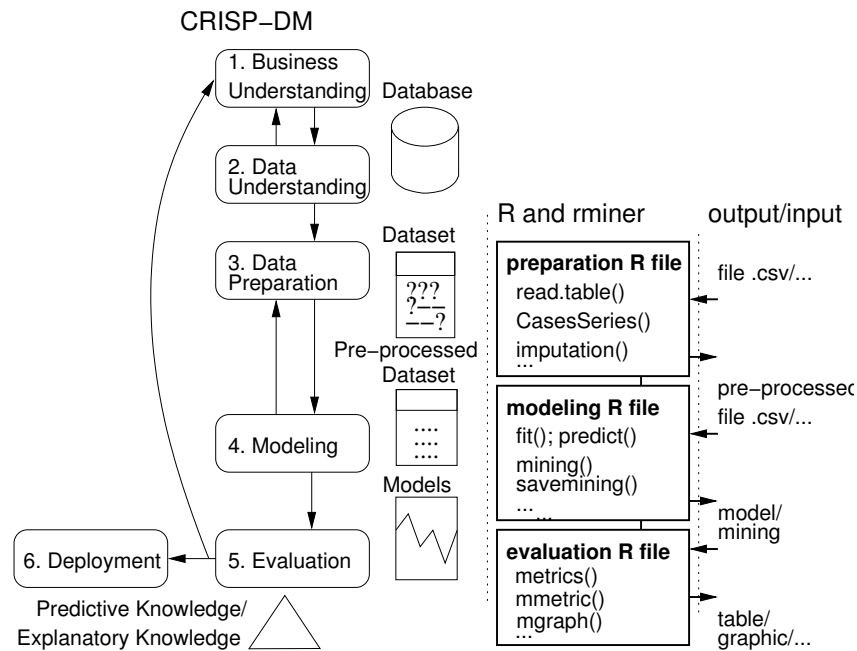 CRISP−DM
1. Business
Understanding
Database
2. Data
Understanding
Dataset
3. Data
Preparation
???
?−−
−−?
Pre−processed
Dataset
....
....
....
4. Modeling
Models
6. Deployment
5. Evaluation
Predictive Knowledge/
Explanatory Knowledge
R and rminer
preparation R file
read.table()
CasesSeries()
imputation()
...
modeling R file
fit(); predict()
mining()
savemining()
...
...
evaluation R file
metrics()
mmetric()
mgraph()
...
output/input
file .csv/...
pre−processed
file .csv/...
model/
mining
table/
graphic/...